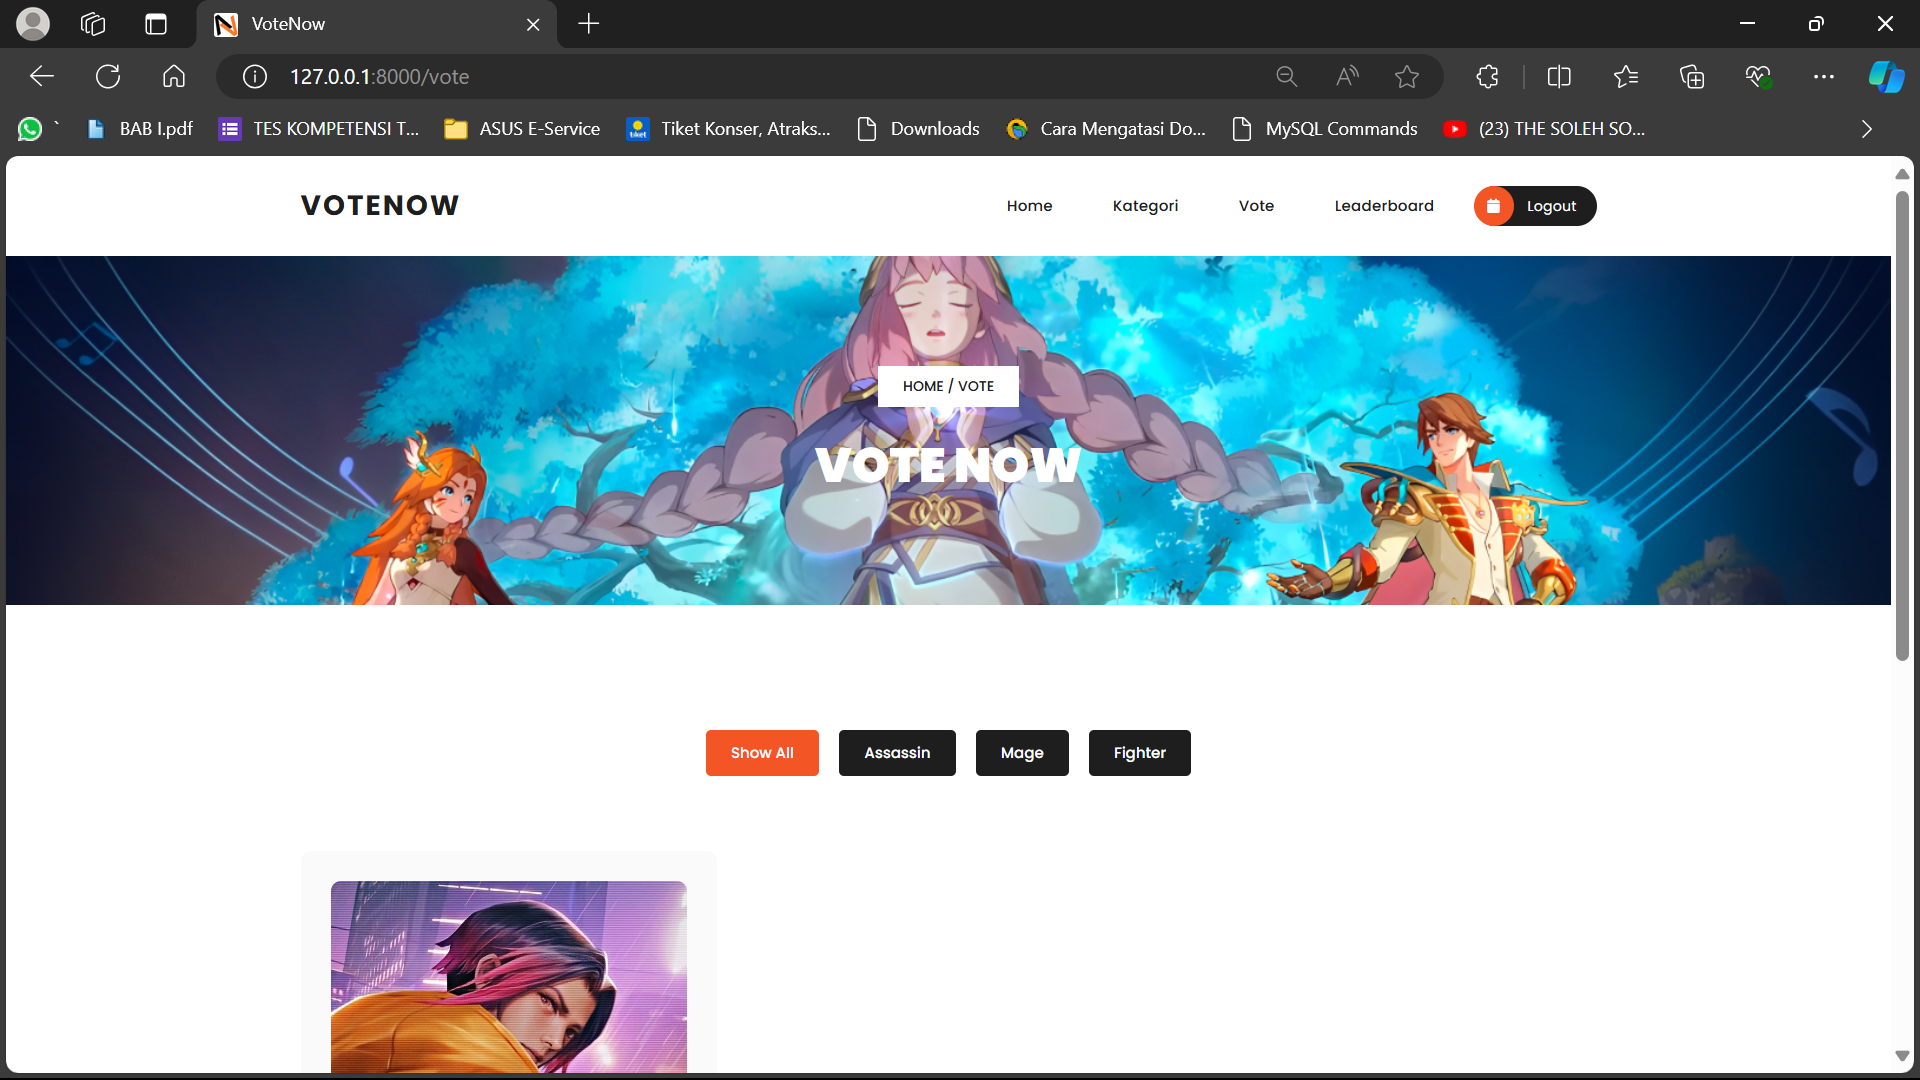 VoteNow
127.0.0.1:8000/vote
` BAB I.pdf TES KOMPETENSI T... ASUS E-Service Tiket Konser, Atraks... Downloads Cara Mengatasi Do... MySQL Commands (23) THE SOLEH SO...
VOTENOW Home Kategori Vote Leaderboard Logout
HOME / VOTE
VOTE NOW
Show All Assassin Mage Fighter